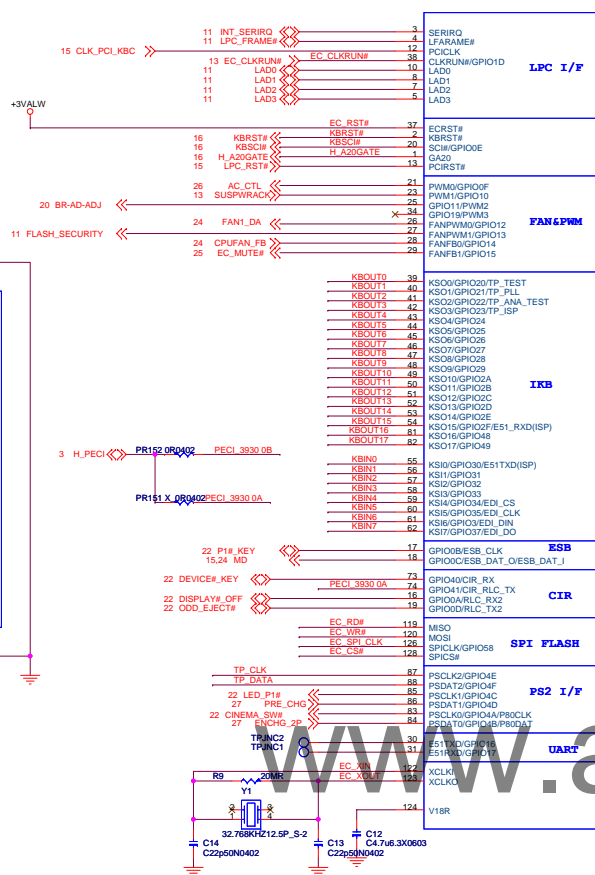 11 INT_SERIRQ 3 SERIRQ
11 LPC_FRAME# 4 LFARAME#
15 CLK_PCI_KBC 12 PCICLK
13 EC_CLKRUN# EC_CLKRUN# 38 CLKRUN#/GPIO1D
LPC I/F
11 LAD0 10 LAD0
11 LAD1 8 LAD1
11 LAD2 7 LAD2
11 LAD3 5 LAD3
+3VALW
EC_RST# 37 ECRST#
16 KBRST# KBRST# 2 KBRST#
16 KBSCI# KBSCI# 20 SCI#/GPIO0E
16 H_A20GATE H_A20GATE 1 GA20
15 LPC_RST# 13 PCIRST#
26 AC_CTL 21 PWM0/GPIO0F
13 SUSPWRACK 23 PWM1/GPIO10
20 BR-AD-ADJ 25 GPIO11/PWM2
34 GPIO19/PWM3
FAN&PWM
24 FAN1_DA 26 FANPWM0/GPIO12
11 FLASH_SECURITY 27 FANPWM1/GPIO13
24 CPUFAN_FB 28 FANFB0/GPIO14
25 EC_MUTE# 29 FANFB1/GPIO15
KBOUT0 39 KSO0/GPIO20/TP_TEST
KBOUT1 40 KSO1/GPIO21/TP_PLL
KBOUT2 41 KSO2/GPIO22/TP_ANA_TEST
KBOUT3 42 KSO3/GPIO23/TP_ISP
KBOUT4 43 KSO4/GPIO24
KBOUT5 44 KSO5/GPIO25
KBOUT6 45 KSO6/GPIO26
KBOUT7 46 KSO7/GPIO27
KBOUT8 47 KSO8/GPIO28
KBOUT9 48 KSO9/GPIO29
KBOUT10 49 KSO10/GPIO2A
IKB
KBOUT11 50 KSO11/GPIO2B
KBOUT12 51 KSO12/GPIO2C
KBOUT13 52 KSO13/GPIO2D
KBOUT14 53 KSO14/GPIO2E
KBOUT15 54 KSO15/GPIO2F/E51_RXD(ISP)
KBOUT16 81 KSO16/GPIO48
KBOUT17 82 KSO17/GPIO49
3 H_PECI PR152 0R0402 PECI_3930 0B
PR151 X_0R0402 PECI_3930 0A
KBIN0 55 KSI0/GPIO30/E51TXD(ISP)
KBIN1 56 KSI1/GPIO31
KBIN2 57 KSI2/GPIO32
KBIN3 58 KSI3/GPIO33
KBIN4 59 KSI4/GPIO34/EDI_CS
KBIN5 60 KSI5/GPIO35/EDI_CLK
KBIN6 61 KSI6/GPIO3/EDI_DIN
KBIN7 62 KSI7/GPIO37/EDI_DO
ESB
22 P1#_KEY 17 GPIO0B/ESB_CLK
15,24 MD 18 GPIO0C/ESB_DAT_O/ESB_DAT_I
22 DEVICE#_KEY 73 GPIO40/CIR_RX
PECI_3930 0A 74 GPIO41/CIR_RLC_TX
22 DISPLAY#_OFF 16 GPIO0A/RLC_RX2
CIR
22 ODD_EJECT# 19 GPIO0D/RLC_TX2
EC_RD# 119 MISO
EC_WR# 120 MOSI
EC_SPI_CLK 126 SPICLK/GPIO58
SPI FLASH
EC_CS# 128 SPICS#
TP_CLK 87 PSCLK2/GPIO4E
TP_DATA 88 PSDAT2/GPIO4F
22 LED_P1# 85 PSCLK1/GPIO4C
PS2 I/F
27 PRE_CHG 86 PSDAT1/GPIO4D
22 CINEMA_SW# 83 PSCLK0/GPIO4A/P80CLK
27 ENCHG_2P 84 PSDAT0/GPIO4B/P80DAT
TPJNC2 30 E51TXD/GPIO16
TPJNC1 31 E51RXD/GPIO17
UART
www.a
EC_XIN 122 XCLKI
R9 20MR EC_XOUT 123 XCLKO
Y1
2 3
1 4
124 V18R
32.768KHZ12.5P_S-2
C14
C22p50N0402
C13
C22p50N0402
C12
C4.7u6.3X0603